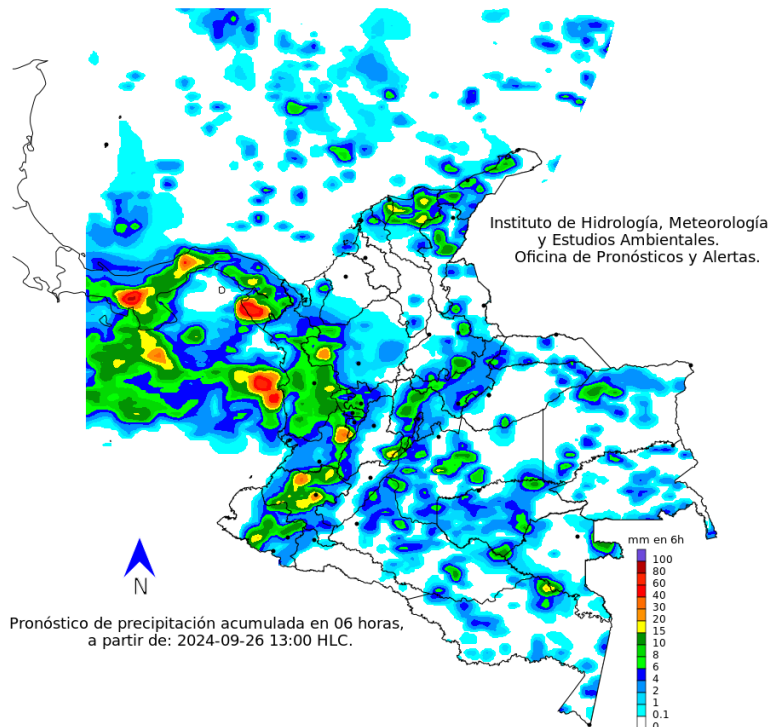 Instituto de Hidrología, Meteorología
y Estudios Ambientales.
Oficina de Pronósticos y Alertas.
mm en 6h
100
80
60
40
30
20
15
10
8
6
4
2
1
0.1
0
N
Pronóstico de precipitación acumulada en 06 horas,
a partir de: 2024-09-26 13:00 HLC.